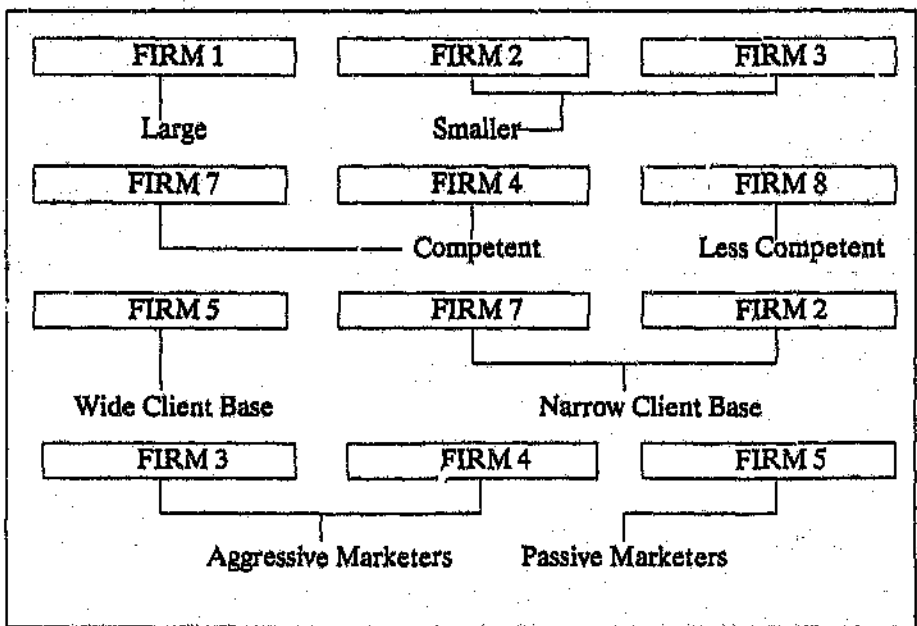 FIRM 1 FIRM 2 FIRM 3
Large Smaller
FIRM 7 FIRM 4 FIRM 8
Competent Less Competent
FIRM 5 FIRM 7 FIRM 2
Wide Client Base Narrow Client Base
FIRM 3 FIRM 4 FIRM 5
Aggressive Marketers Passive Marketers